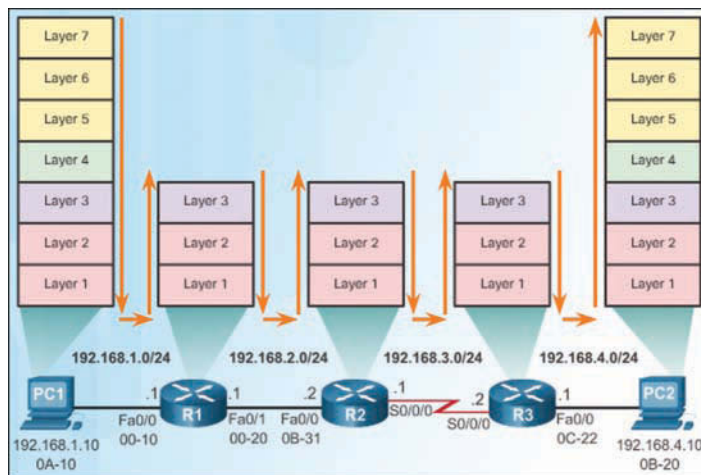 Layer 7
Layer 6
Layer 5
Layer 4
Layer 3
Layer 2
Layer 1
Layer 3
Layer 2
Layer 1
Layer 3
Layer 2
Layer 1
Layer 3
Layer 2
Layer 1
Layer 7
Layer 6
Layer 5
Layer 4
Layer 3
Layer 2
Layer 1
192.168.1.0/24
192.168.2.0/24
192.168.3.0/24
192.168.4.0/24
PC1
192.168.1.10
0A-10
.1
Fa0/0
00-10
R1
.1
Fa0/1
00-20
.2
Fa0/0
0B-31
R2
.1
S0/0/0
.2
S0/0/0
R3
.1
Fa0/0
0C-22
PC2
192.168.4.10
0B-20